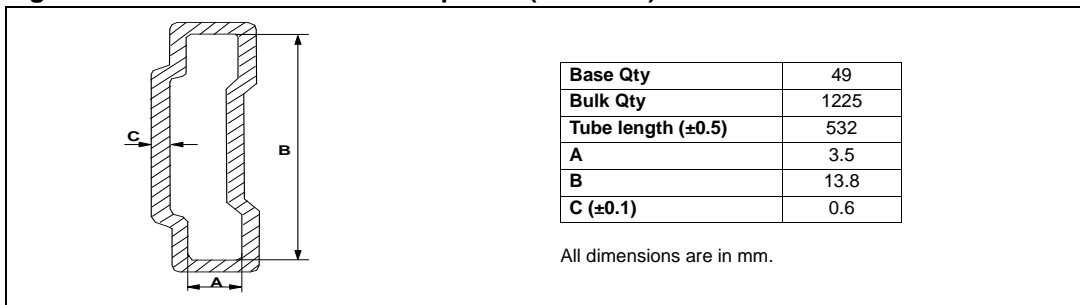 C
B
A
Base Qty 49
Bulk Qty 1225
Tube length (±0.5) 532
A 3.5
B 13.8
C (±0.1) 0.6
All dimensions are in mm.